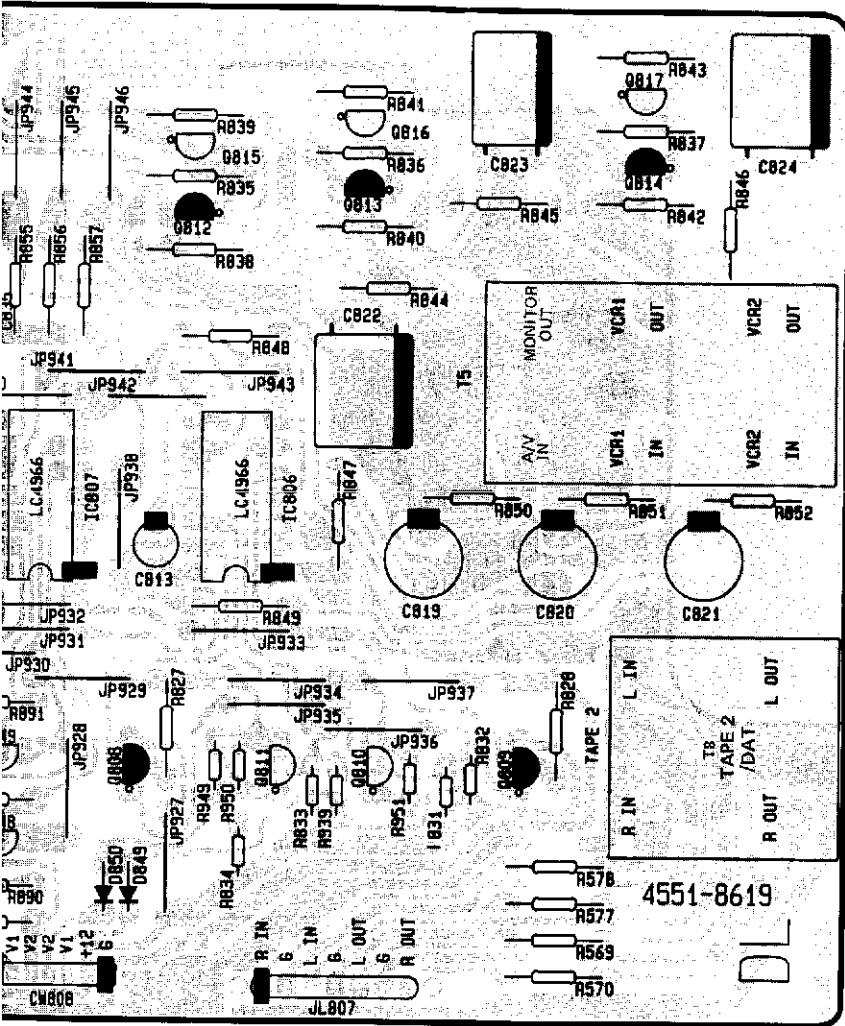 JP944
JP945
JP946
R839
Q815
R835
Q812
R838
R841
Q816
R836
Q813
R840
C823
R845
R843
Q817
R837
Q814
R842
C824
R846
R855
R856
R857
R844
C822
R848
JP941
JP942
JP943
T5
MONITOR
OUT
VCR1
OUT
VCR2
OUT
A/V
IN
VCR1
IN
VCR2
IN
LC4966
IC807
JP938
C813
LC4966
IC806
R847
R850
R851
R852
C819
C820
C821
JP932
JP931
JP930
R849
JP933
JP929
R827
JP934
JP935
JP937
JP936
R891
JP928
Q808
R949
R950
Q811
R833
R939
Q810
R951
831
R832
Q809
R828
TAPE 2
L IN
L OUT
T8
TAPE 2
/DAT
R IN
R OUT
JP927
R834
D850
D849
R890
V1
V2
V2
V1
+12
G
CW808
R IN
G
L IN
G
L OUT
G
R OUT
JL807
R578
R577
R569
R570
4551-8619